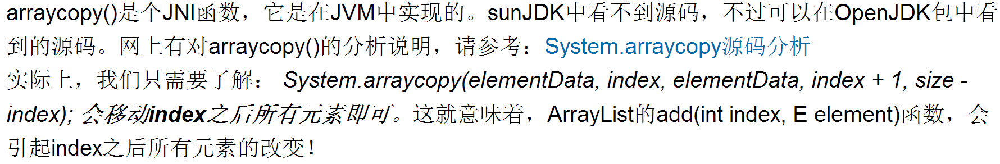 arraycopy()是个JNI函数，它是在JVM中实现的。sunJDK中看不到源码，不过可以在OpenJDK包中看
到的源码。网上有对arraycopy()的分析说明，请参考：System.arraycopy源码分析
实际上，我们只需要了解： System.arraycopy(elementData, index, elementData, index + 1, size -
index); 会移动index之后所有元素即可。这就意味着，ArrayList的add(int index, E element)函数，会
引起index之后所有元素的改变！